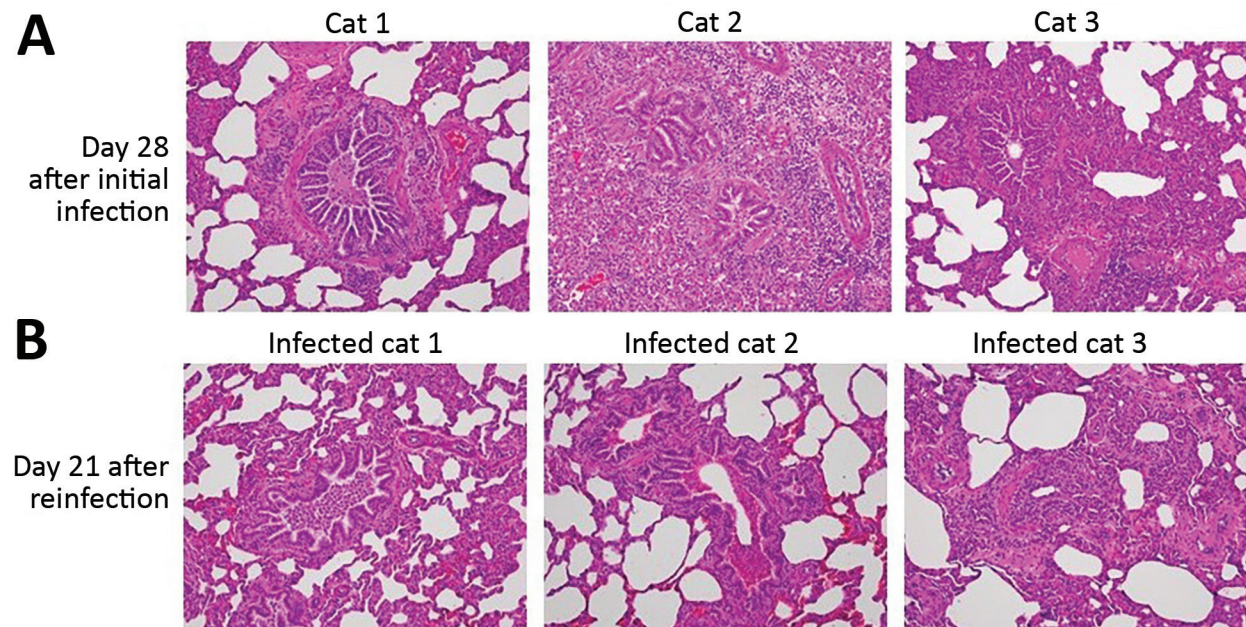 A
Cat 1
Cat 2
Cat 3
Day 28
after initial
infection
B
Infected cat 1
Infected cat 2
Infected cat 3
Day 21 after
reinfection